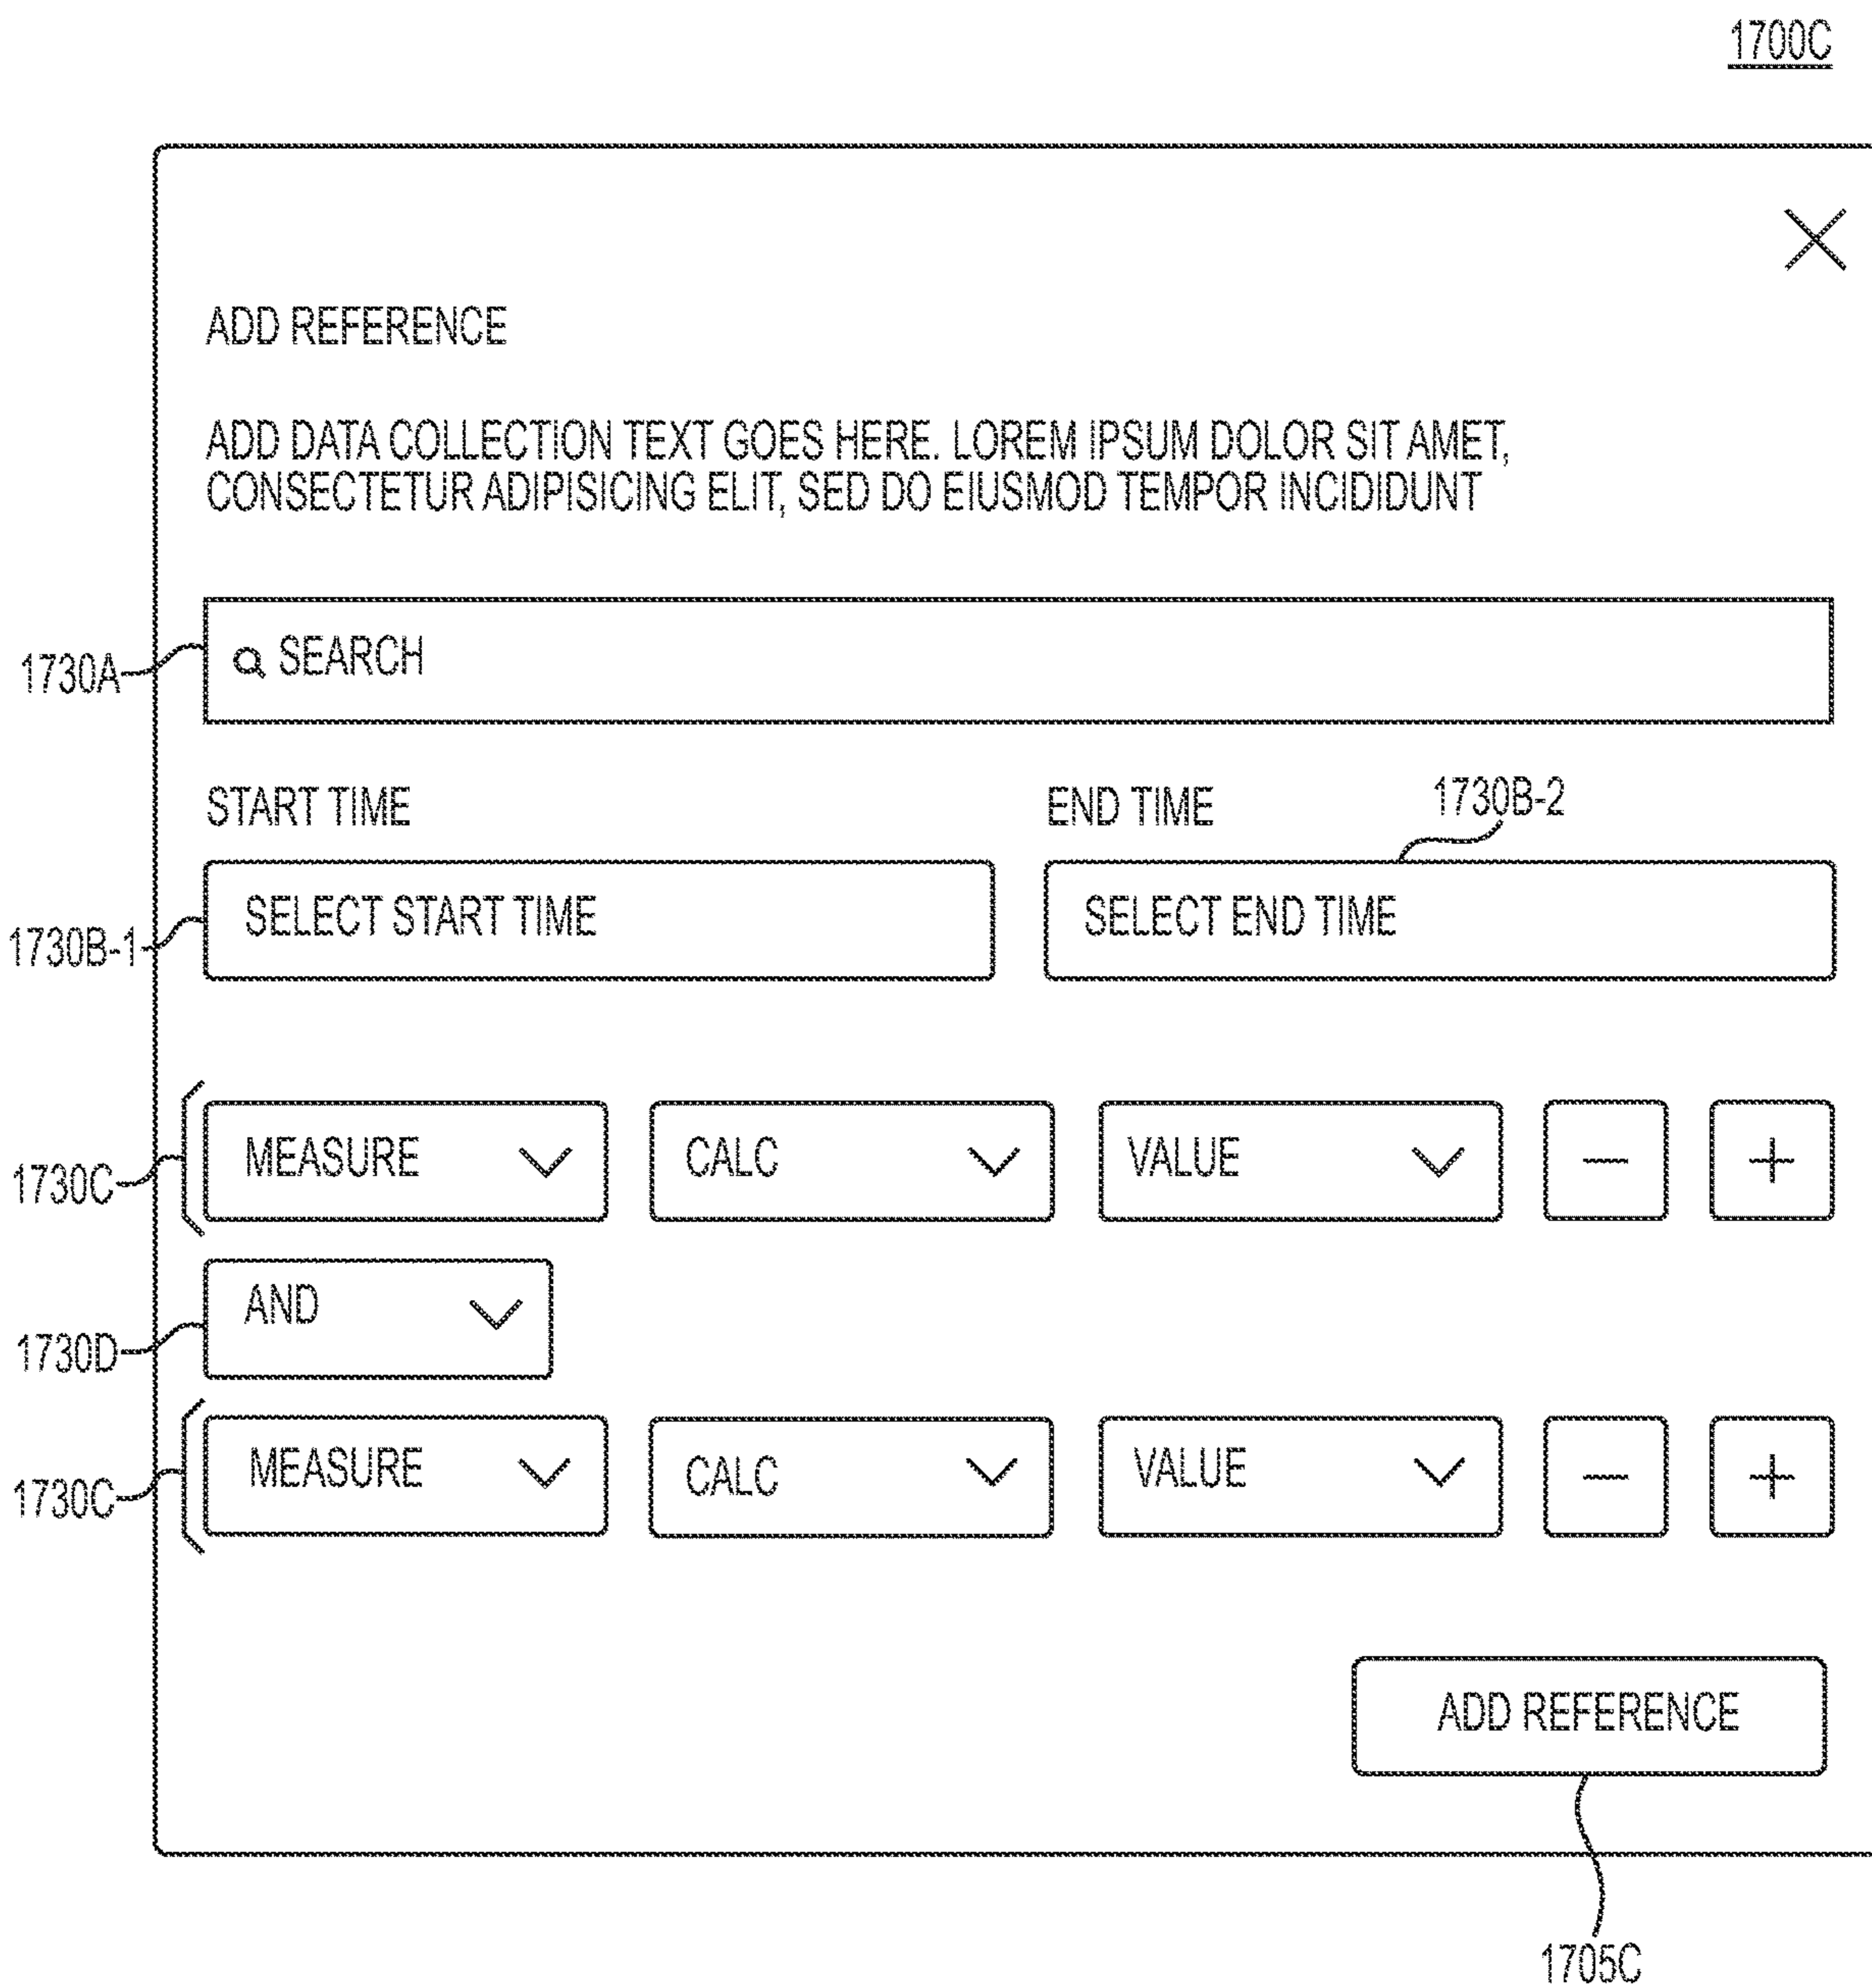 1700C
ADD REFERENCE
ADD DATA COLLECTION TEXT GOES HERE. LOREM IPSUM DOLOR SIT AMET,
CONSECTETUR ADIPISICING ELIT, SED DO EIUSMOD TEMPOR INCIDIDUNT
1730A SEARCH
START TIME END TIME 1730B-2
1730B-1 SELECT START TIME SELECT END TIME
1730C MEASURE CALC VALUE − +
1730D AND
1730C MEASURE CALC VALUE − +
ADD REFERENCE
1705C